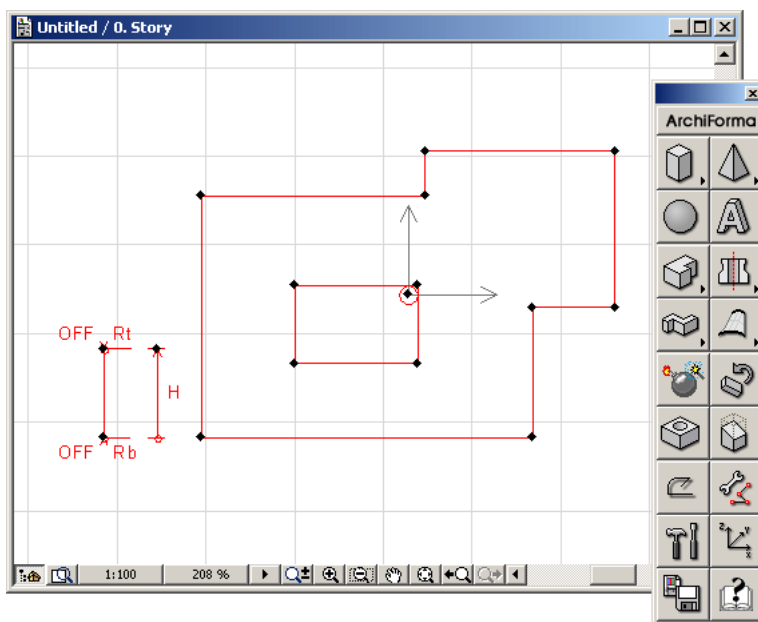 Untitled / 0. Story
ArchiForma
OFF Rt
H
OFF Rb
1:100
208 %
A
z y
x
?